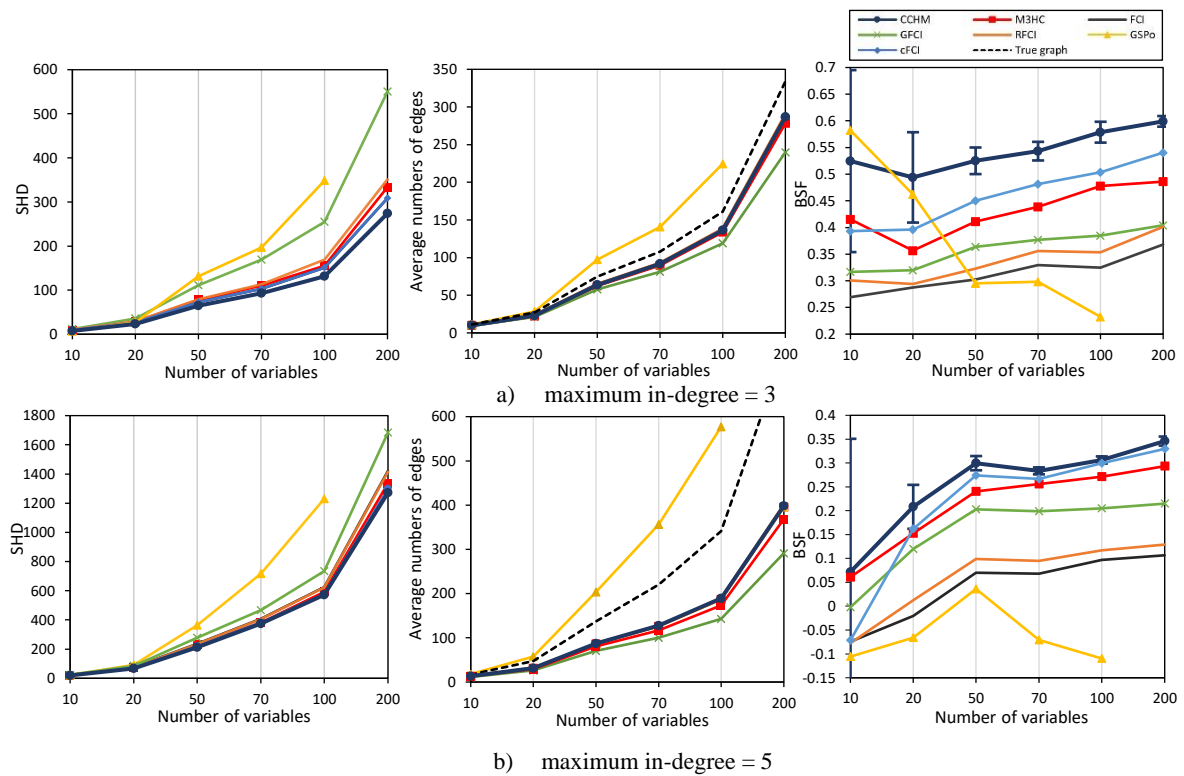 CCHM M3HC FCI
GFCI RFCI GSPo
cFCI True graph
SHD
600
500
400
300
200
100
0
10 20 50 70 100 200
Number of variables
Average numbers of edges
350
300
250
200
150
100
50
0
10 20 50 70 100 200
Number of variables
BSF
0.7
0.6
0.5
0.4
0.3
0.2
0.1
0
10 20 50 70 100 200
Number of variables
a) maximum in-degree = 3
SHD
1800
1600
1400
1200
1000
800
600
400
200
0
10 20 50 70 100 200
Number of variables
Average numbers of edges
600
500
400
300
200
100
0
10 20 50 70 100 200
Number of variables
BSF
0.4
0.35
0.3
0.25
0.2
0.15
0.1
0.05
0
-0.05
-0.1
-0.15
10 20 50 70 100 200
Number of variables
b) maximum in-degree = 5